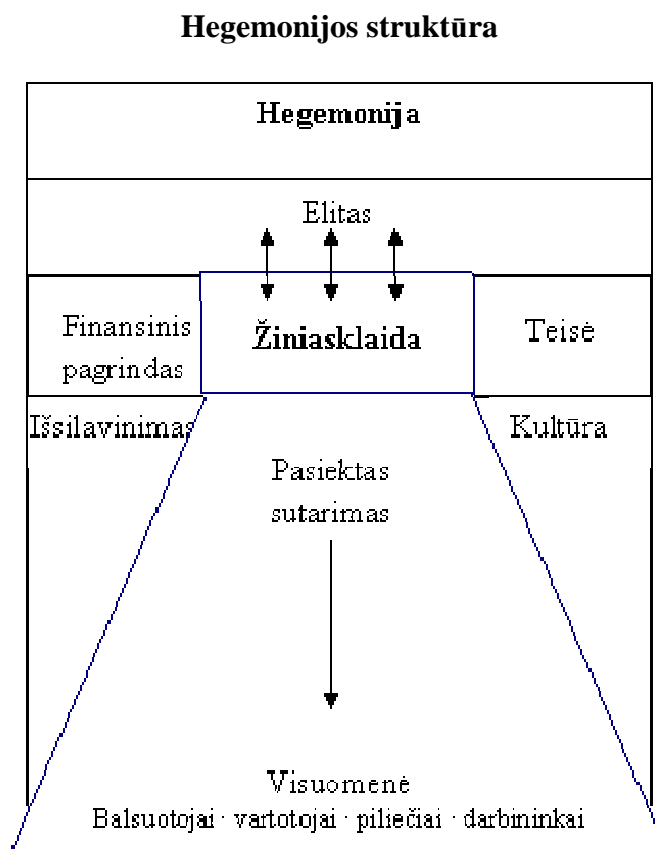 Hegemonijos struktūra
Hegemonija
Elitas
Finansinis
pagrindas
Žiniasklaida
Teisė
Išsilavinimas
Kultūra
Pasiektas
sutarimas
Visuomenė
Balsuotojai · vartotojai · piliečiai · darbininkai